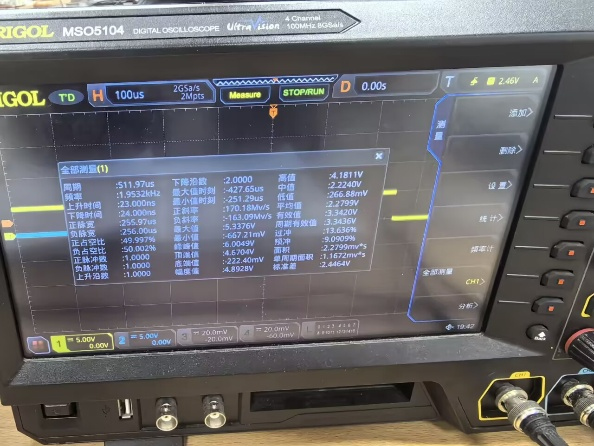 RIGOL MSO5104 DIGITAL OSCILLOSCOPE UltraVision 4 Channel 100MHz 8GSa/s
RIGOL T'D H 100us 2GSa/s 2Mpts Measure STOP/RUN D 0.00s T 2.46V A
测量
添加
删除
设置
统计
频率计
全部测量
CH1
分析
全部测量(1)
周期 :511.97us 下降沿数 :2.0000 高值 :4.1811V
频率 :1.9532kHz 最大值时刻 :-427.65us 中值 :2.2240V
上升时间 :23.000ns 最小值时刻 :-251.29us 低值 :266.88mV
下降时间 :24.000ns 正斜率 :170.18MV/s 平均值 :2.2799V
正脉宽 :255.97us 负斜率 :-163.09MV/s 有效值 :3.3420V
负脉宽 :256.00us 最大值 :5.3376V 周期有效值 :3.3436V
正占空比 :49.997% 最小值 :-667.21mV 过冲 :13.636%
负占空比 :50.002% 峰峰值 :6.0049V 预冲 :9.0909%
正脉冲数 :1.0000 顶端值 :4.6704V 面积 :2.2799mV*s
负脉冲数 :1.0000 底端值 :-222.40mV 单周期面积 :1.1672mV*s
上升沿数 :1.0000 幅度值 :4.8928V 标准差 :2.4464V
1 5.00V 0.00V 2 5.00V 0.00V 3 20.0mV -20.0mV 4 20.0mV -60.0mV L
19:42